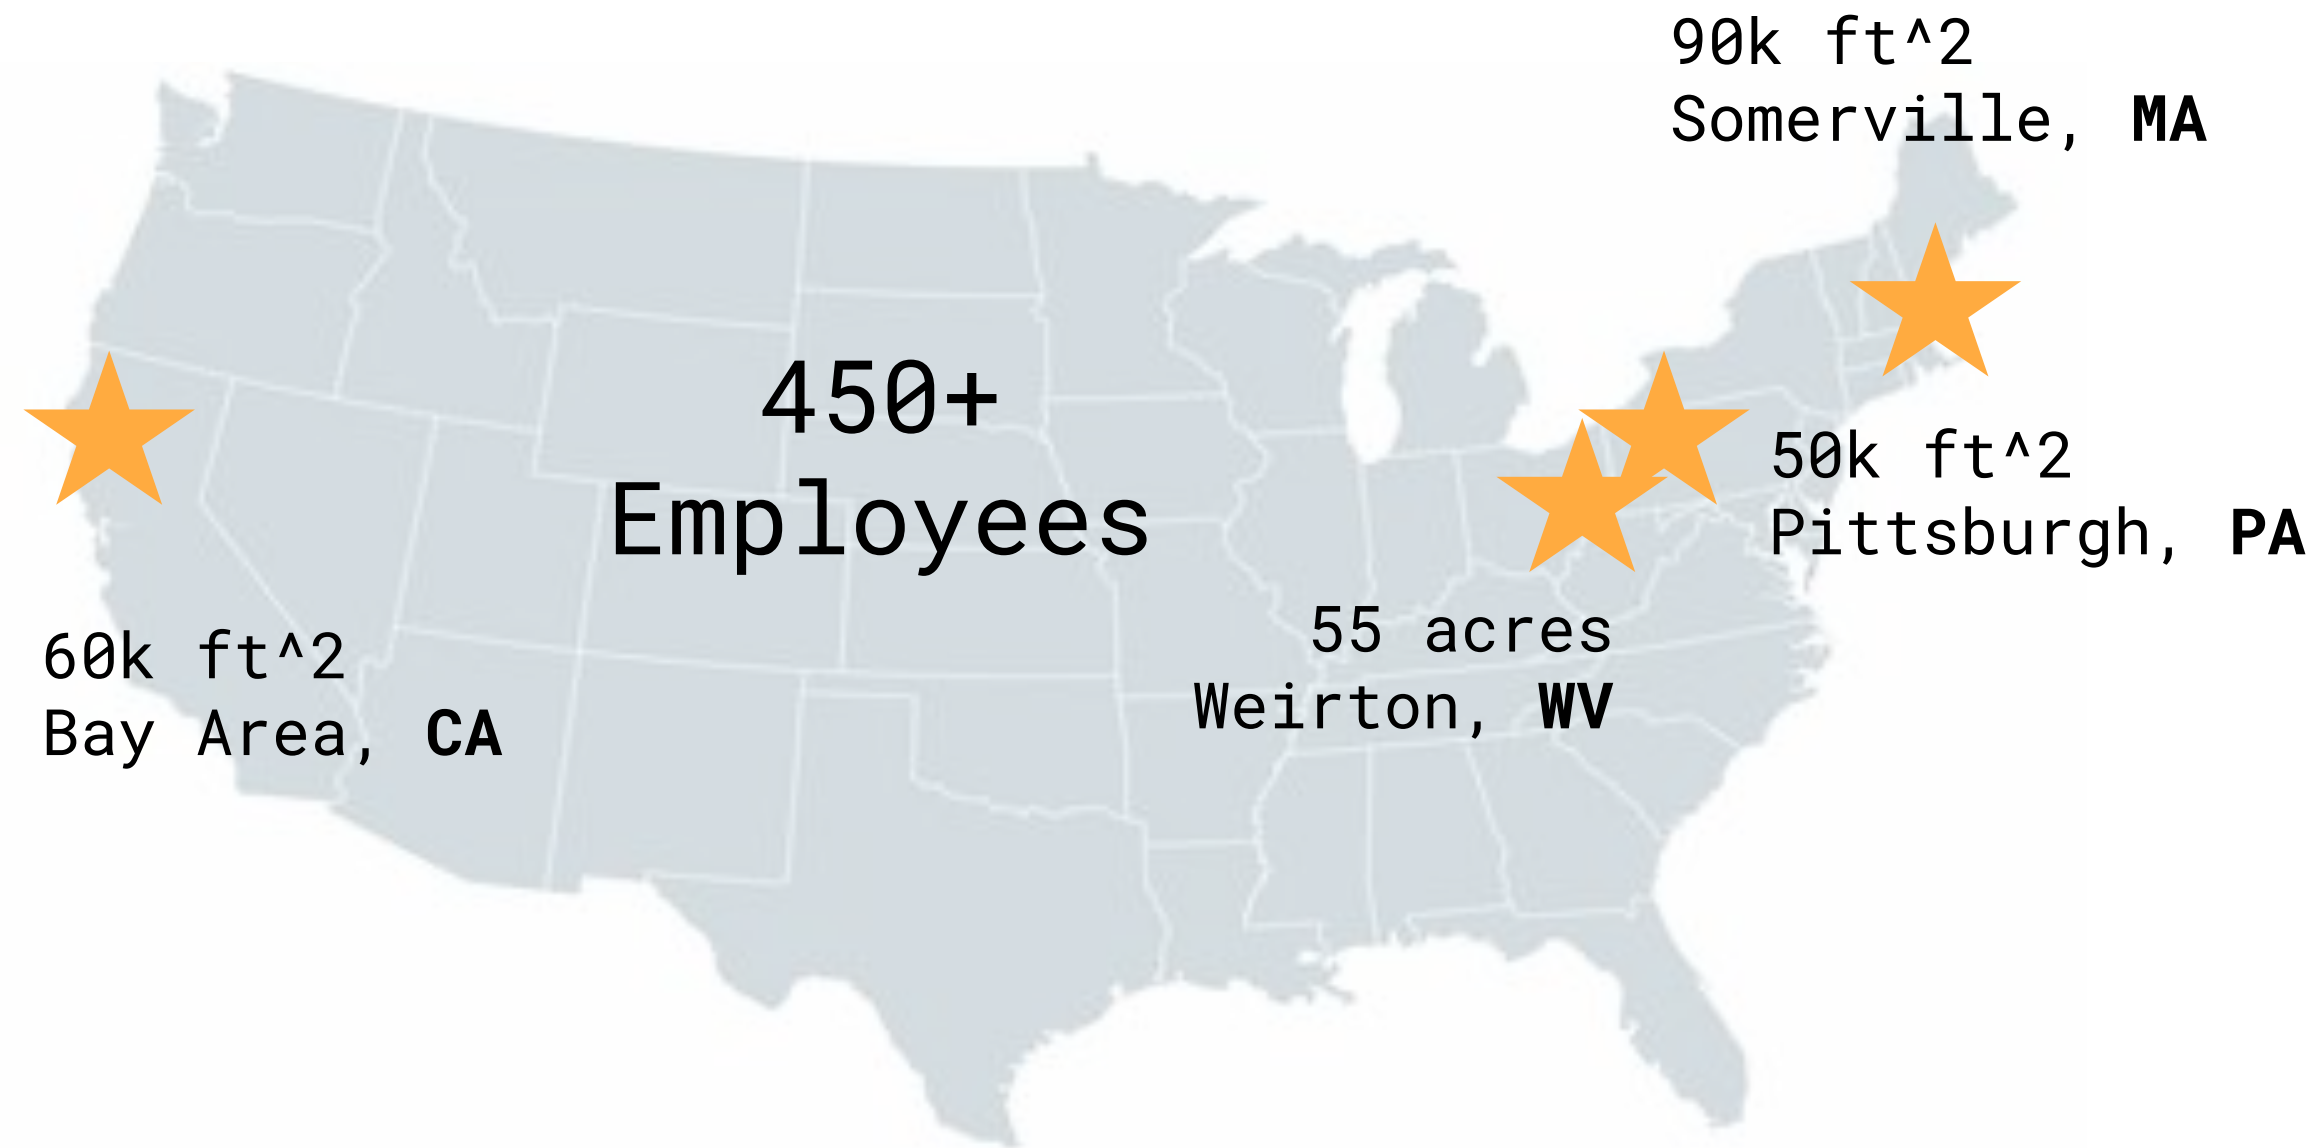 90k ft^2
Somerville, MA
450+
Employees
50k ft^2
Pittsburgh, PA
55 acres
Weirton, WV
60k ft^2
Bay Area, CA